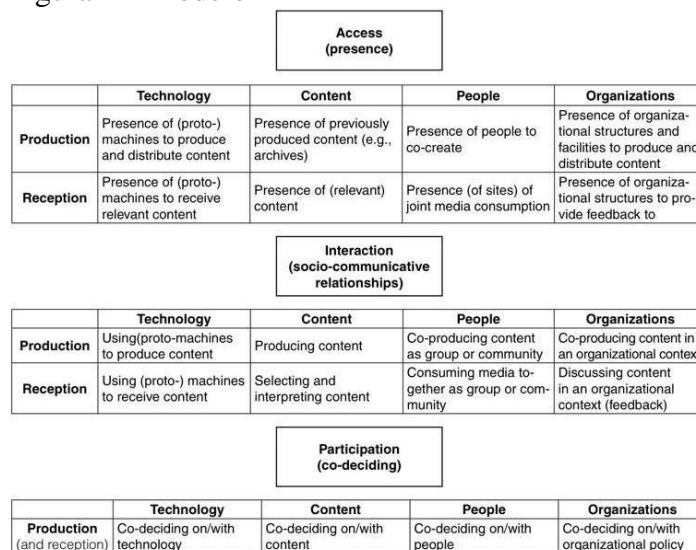 Access
(presence)
Technology
Content
People
Organizations
Production
Presence of (proto-)
machines to produce
and distribute content
Presence of previously
produced content (e.g.,
archives)
Presence of people to
co-create
Presence of organiza-
tional structures and
facilities to produce and
distribute content
Reception
Presence of (proto-)
machines to receive
relevant content
Presence of (relevant)
content
Presence (of sites) of
joint media consumption
Presence of organiza-
tional structures to pro-
vide feedback to
Interaction
(socio-communicative
relationships)
Technology
Content
People
Organizations
Production
Using(proto-machines
to produce content
Producing content
Co-producing content
as group or community
Co-producing content in
an organizational context
Reception
Using (proto-) machines
to receive content
Selecting and
interpreting content
Consuming media to-
gether as group or com-
munity
Discussing content
in an organizational
context (feedback)
Participation
(co-deciding)
Technology
Content
People
Organizations
Production
(and reception)
Co-deciding on/with
technology
Co-deciding on/with
content
Co-deciding on/with
people
Co-deciding on/with
organizational policy